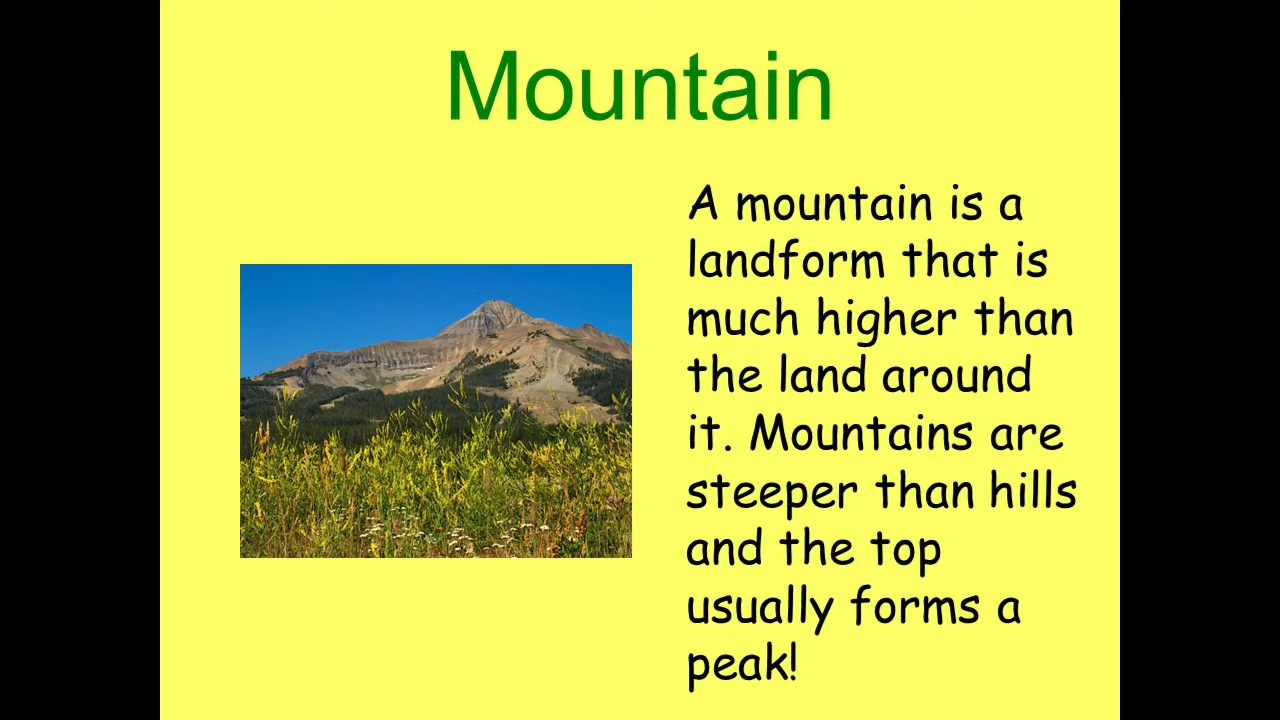 Mountain
A mountain is a
landform that is
much higher than
the land around
it. Mountains are
steeper than hills
and the top
usually forms a
peak!